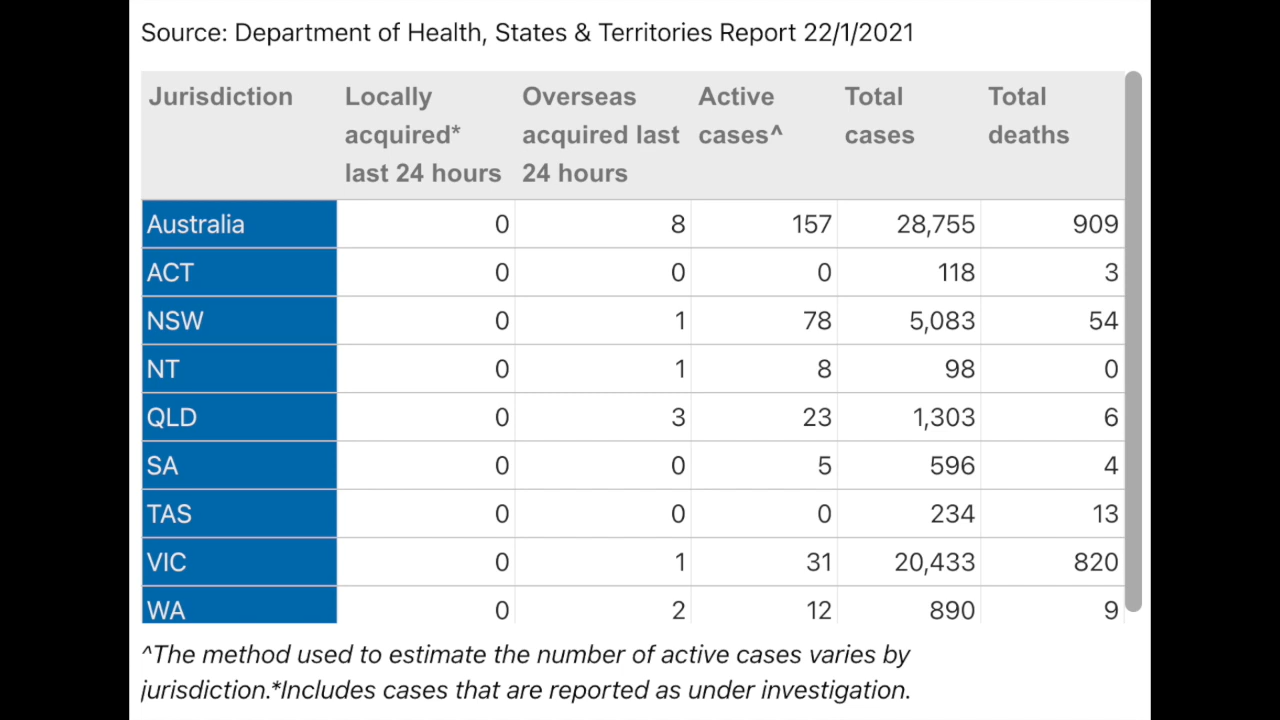 Source: Department of Health, States & Territories Report 22/1/2021
Jurisdiction Locally acquired* last 24 hours Overseas acquired last 24 hours Active cases^ Total cases Total deaths
Australia 0 8 157 28,755 909
ACT 0 0 0 118 3
NSW 0 1 78 5,083 54
NT 0 1 8 98 0
QLD 0 3 23 1,303 6
SA 0 0 5 596 4
TAS 0 0 0 234 13
VIC 0 1 31 20,433 820
WA 0 2 12 890 9
^The method used to estimate the number of active cases varies by
jurisdiction.*Includes cases that are reported as under investigation.